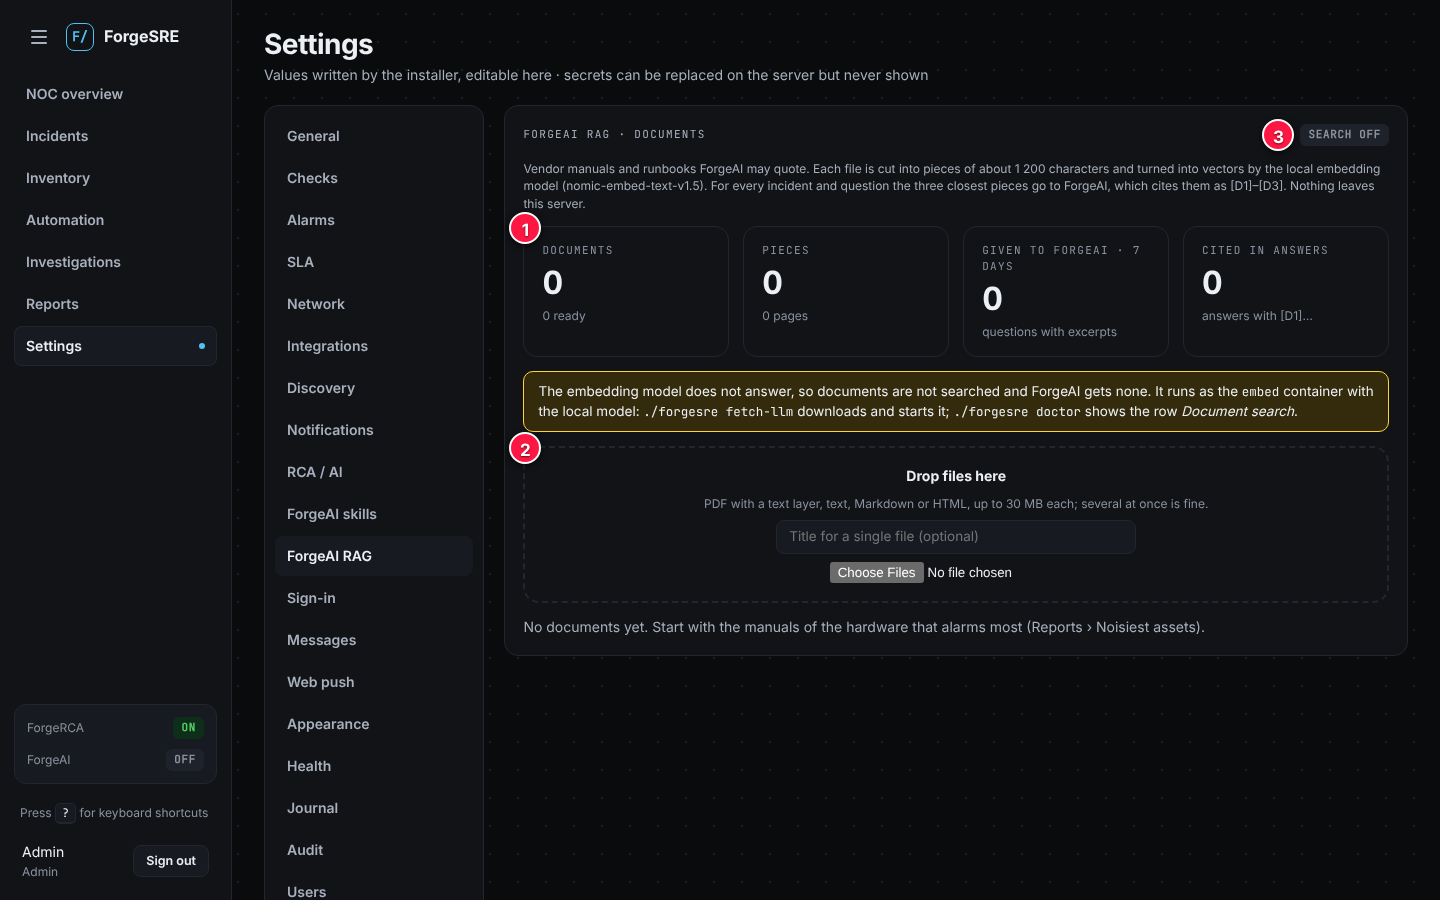 F/ ForgeSRE
NOC overview
Incidents
Inventory
Automation
Investigations
Reports
Settings
ForgeRCA ON
ForgeAI OFF
Press ? for keyboard shortcuts
Admin
Admin
Sign out
Settings
Values written by the installer, editable here · secrets can be replaced on the server but never shown
General
Checks
Alarms
SLA
Network
Integrations
Discovery
Notifications
RCA / AI
ForgeAI skills
ForgeAI RAG
Sign-in
Messages
Web push
Appearance
Health
Journal
Audit
Users
FORGEAI RAG · DOCUMENTS
3 SEARCH OFF
Vendor manuals and runbooks ForgeAI may quote. Each file is cut into pieces of about 1 200 characters and turned into vectors by the local embedding
model (nomic-embed-text-v1.5). For every incident and question the three closest pieces go to ForgeAI, which cites them as [D1]–[D3]. Nothing leaves
this server.
1
DOCUMENTS
0
0 ready
PIECES
0
0 pages
GIVEN TO FORGEAI · 7
DAYS
0
questions with excerpts
CITED IN ANSWERS
0
answers with [D1]...
The embedding model does not answer, so documents are not searched and ForgeAI gets none. It runs as the embed container with
the local model: ./forgesre fetch-llm downloads and starts it; ./forgesre doctor shows the row Document search.
2
Drop files here
PDF with a text layer, text, Markdown or HTML, up to 30 MB each; several at once is fine.
Title for a single file (optional)
Choose Files No file chosen
No documents yet. Start with the manuals of the hardware that alarms most (Reports › Noisiest assets).